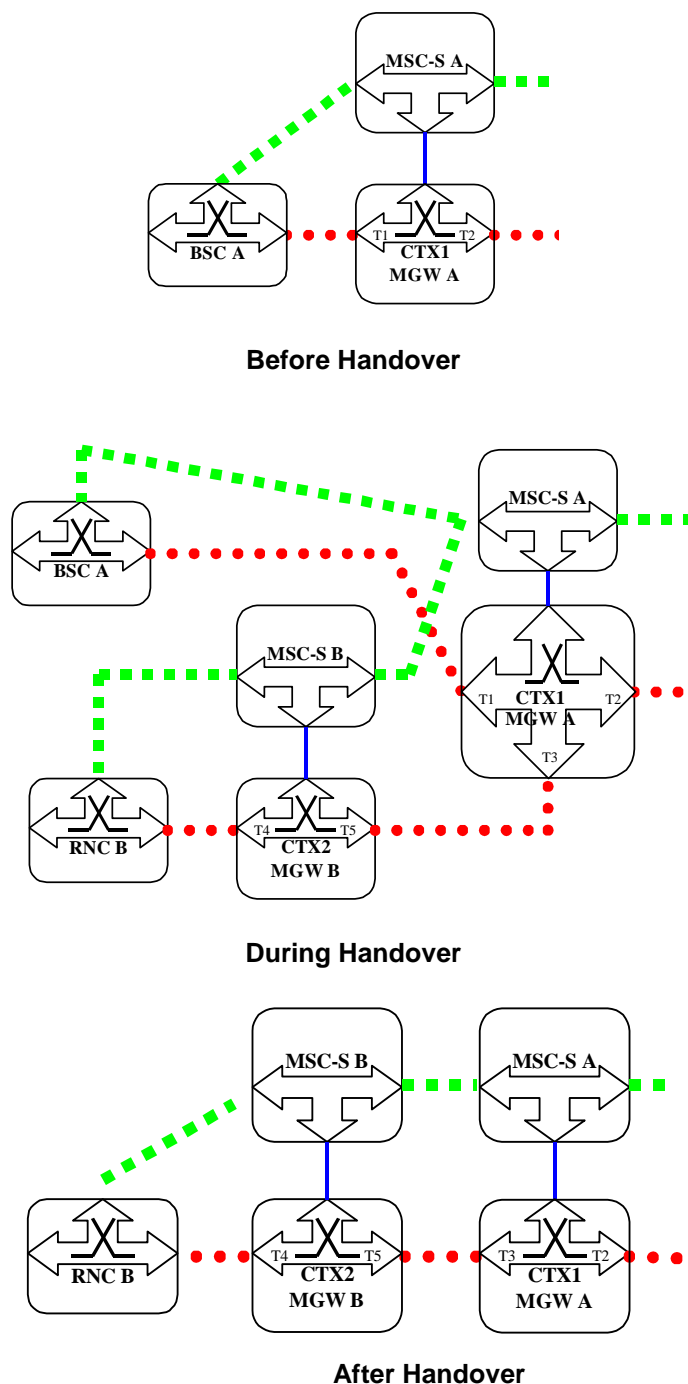 MSC-S A
BSC A
T1
CTX1
T2
MGW A
Before Handover
MSC-S A
BSC A
MSC-S B
T1
CTX1
T2
MGW A
T3
RNC B
T4
CTX2
T5
MGW B
During Handover
MSC-S B
MSC-S A
RNC B
T4
CTX2
T5
MGW B
T3
CTX1
T2
MGW A
After Handover